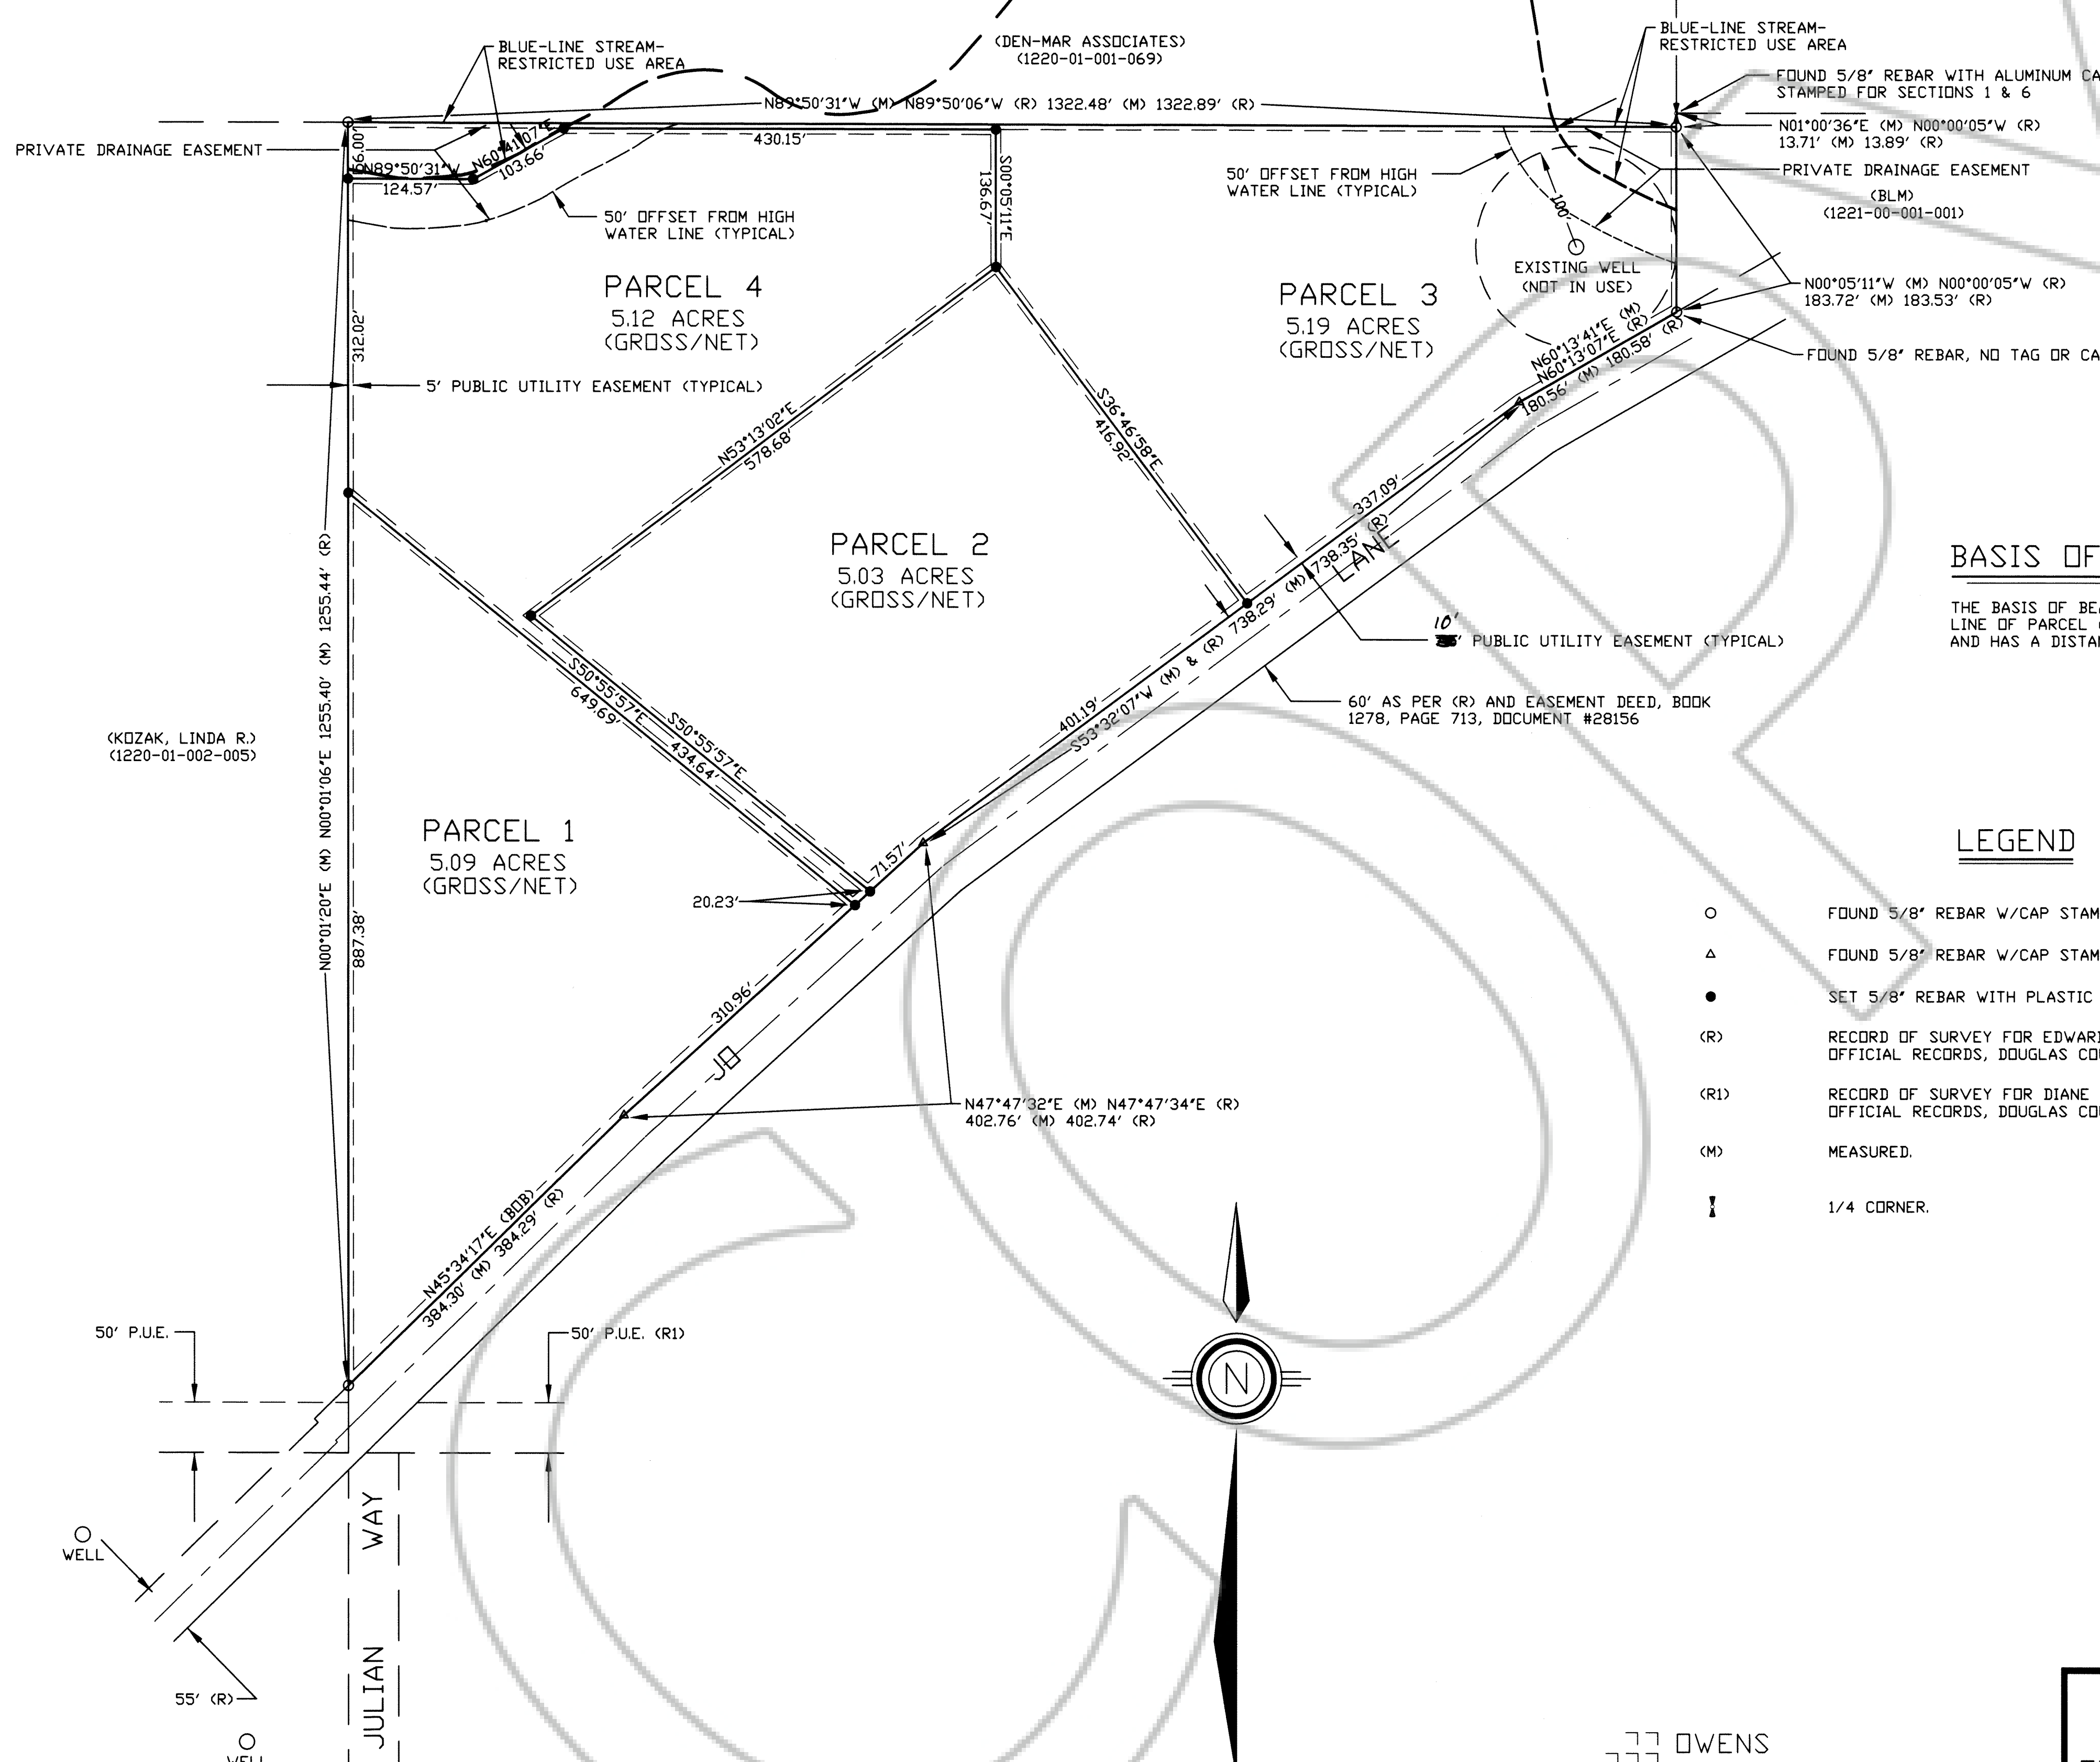 BLUE-LINE STREAM-
RESTRICTED USE AREA
(DEN-MAR ASSOCIATES)
(1220-01-001-069)
BLUE-LINE STREAM-
RESTRICTED USE AREA
FOUND 5/8" REBAR WITH ALUMINUM CA
STAMPED FOR SECTIONS 1 & 6
N89°50'31"W (M) N89°50'06"W (R) 1322.48' (M) 1322.89' (R)
N01°00'36"E (M) N00°00'05"W (R)
13.71' (M) 13.89' (R)
PRIVATE DRAINAGE EASEMENT
56.00'
N89°50'31"W
124.57'
N60°41'07"E
103.66'
430.15'
S00°05'11"E
136.67'
50' OFFSET FROM HIGH
WATER LINE (TYPICAL)
50' OFFSET FROM HIGH
WATER LINE (TYPICAL)
100'
PRIVATE DRAINAGE EASEMENT
(BLM)
(1221-00-001-001)
EXISTING WELL
(NOT IN USE)
PARCEL 4
5.12 ACRES
(GROSS/NET)
PARCEL 3
5.19 ACRES
(GROSS/NET)
N00°05'11"W (M) N00°00'05"W (R)
183.72' (M) 183.53' (R)
N60°13'41"E (M)
N60°13'07"E (R)
180.56' (M) 180.58' (R)
FOUND 5/8" REBAR, NO TAG OR CA
312.02'
5' PUBLIC UTILITY EASEMENT (TYPICAL)
N53°13'02"E
578.68'
S36°46'58"E
416.92'
337.09'
PARCEL 2
5.03 ACRES
(GROSS/NET)
LANE
BASIS OF
THE BASIS OF BE
LINE OF PARCEL
AND HAS A DISTA
10'
PUBLIC UTILITY EASEMENT (TYPICAL)
S53°32'07"W (M) & (R) 738.29' (M) 738.35' (R)
401.19'
60' AS PER (R) AND EASEMENT DEED, BOOK
1278, PAGE 713, DOCUMENT #28156
N00°01'20"E (M) N00°01'06"E 1255.40' (M) 1255.44' (R)
S50°55'57"E
649.69'
S50°55'57"E
434.64'
(KOZAK, LINDA R.)
(1220-01-002-005)
PARCEL 1
5.09 ACRES
(GROSS/NET)
887.38'
71.57'
20.23'
310.96'
JO
N47°47'32"E (M) N47°47'34"E (R)
402.76' (M) 402.74' (R)
LEGEND
FOUND 5/8" REBAR W/CAP STAM
FOUND 5/8" REBAR W/CAP STAM
SET 5/8" REBAR WITH PLASTIC
(R) RECORD OF SURVEY FOR EDWARD
OFFICIAL RECORDS, DOUGLAS CO
(R1) RECORD OF SURVEY FOR DIANE
OFFICIAL RECORDS, DOUGLAS CO
(M) MEASURED.
1/4 CORNER.
N45°34'17"E (BOB)
384.30' (M) 384.29' (R)
50' P.U.E.
50' P.U.E. (R1)
N
WELL
55' (R)
JULIAN WAY
WELL
OWENS
COP